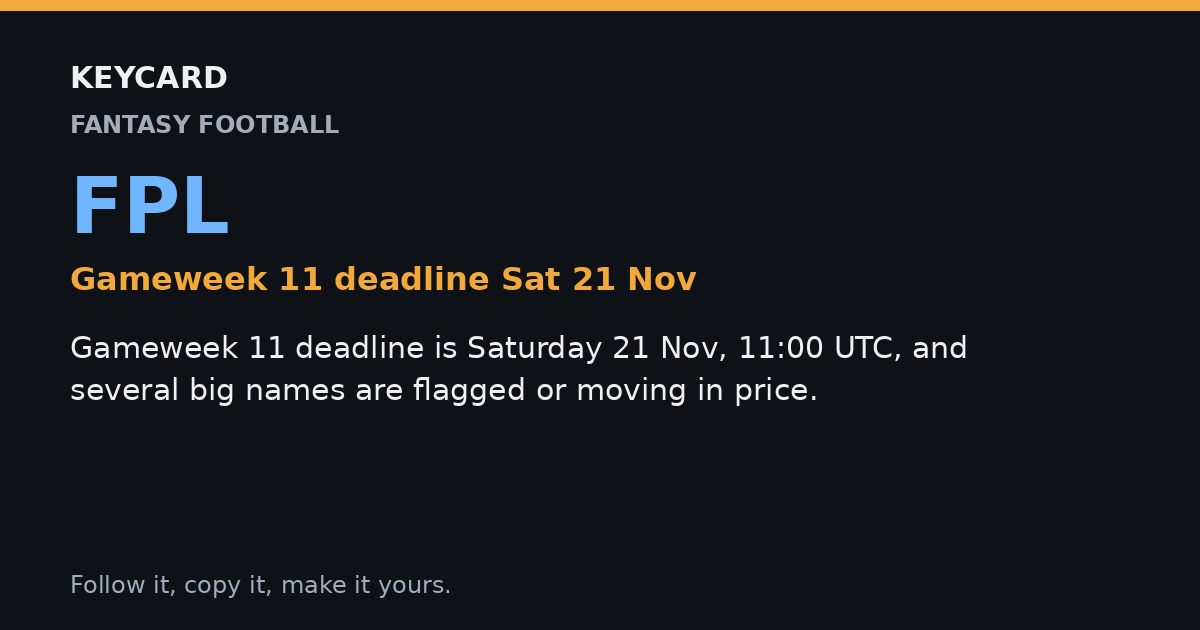 KEYCARD
FANTASY FOOTBALL
FPL
Gameweek 11 deadline Sat 21 Nov
Gameweek 11 deadline is Saturday 21 Nov, 11:00 UTC, and
several big names are flagged or moving in price.
Follow it, copy it, make it yours.